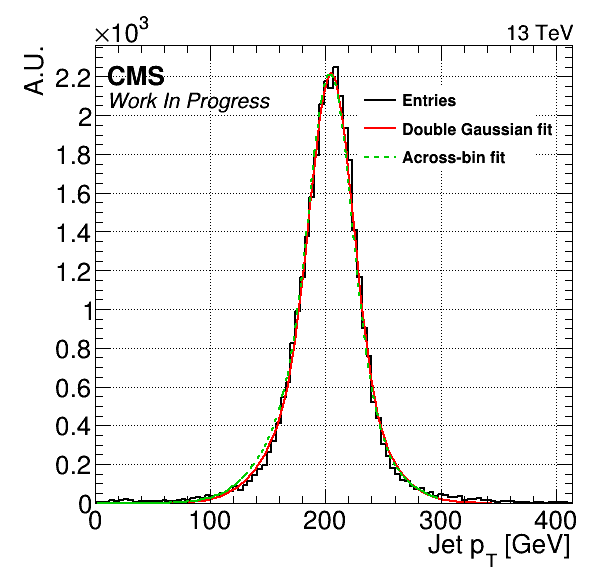 ×10³
13 TeV
A.U.
CMS
Work In Progress
Entries
Double Gaussian fit
Across-bin fit
2.2
2
1.8
1.6
1.4
1.2
1
0.8
0.6
0.4
0.2
0
0 100 200 300 400
Jet p_T [GeV]